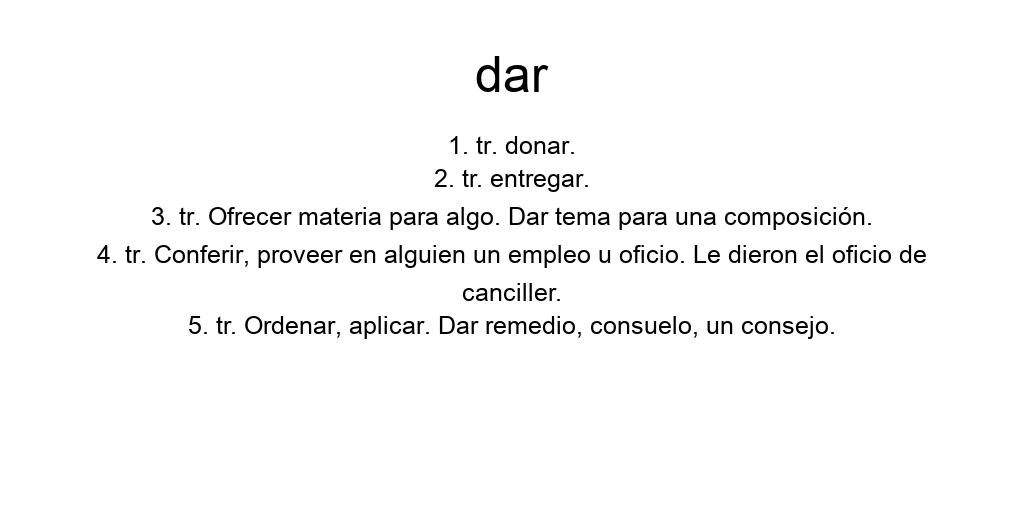 dar
1. tr. donar.
2. tr. entregar.
3. tr. Ofrecer materia para algo. Dar tema para una composición.
4. tr. Conferir, proveer en alguien un empleo u oficio. Le dieron el oficio de
canciller.
5. tr. Ordenar, aplicar. Dar remedio, consuelo, un consejo.